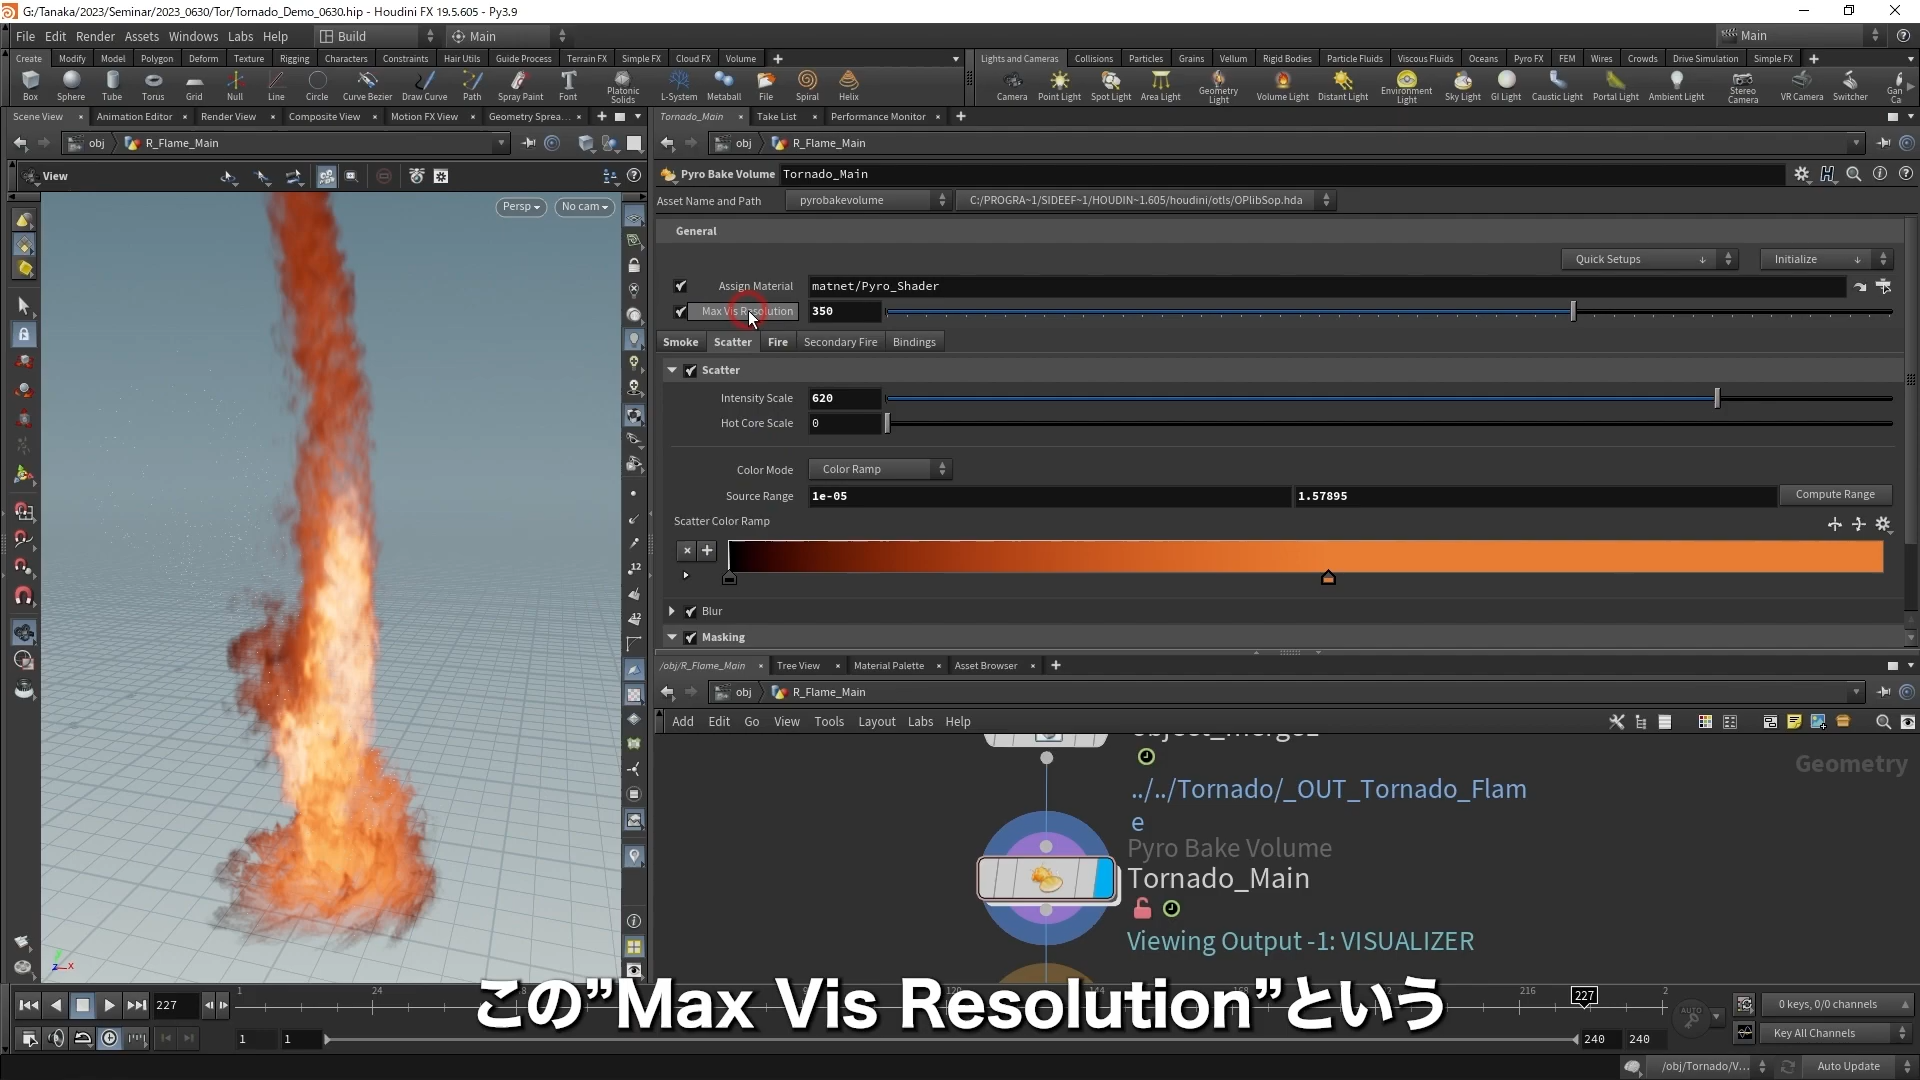 G:/Tanaka/2023/Seminar/2023_0630/Tor/Tornado_Demo_0630.hip - Houdini FX 19.5.605 - Py3.9
File Edit Render Assets Windows Labs Help Build Main Main
Create Modify Model Polygon Deform Texture Rigging Characters Constraints Hair Utils Guide Process Terrain FX Simple FX Cloud FX Volume
Lights and Cameras Collisions Particles Grains Vellum Rigid Bodies Particle Fluids Viscous Fluids Oceans Pyro FX FEM Wires Crowds Drive Simulation Simple FX
Box Sphere Tube Torus Grid Null Line Circle Curve Bezier Draw Curve Path Spray Paint Font Platonic Solids L-System Metaball File Spiral Helix
Camera Point Light Spot Light Area Light Geometry Light Volume Light Distant Light Environment Light Sky Light GI Light Caustic Light Portal Light Ambient Light Stereo Camera VR Camera Switcher Gan Ca
Scene View Animation Editor Render View Composite View Motion FX View Geometry Sprea...
Tornado_Main Take List Performance Monitor
obj R_Flame_Main
obj R_Flame_Main
View
Persp No cam
Pyro Bake Volume Tornado_Main
Asset Name and Path pyrobakevolume C:/PROGRA~1/SIDEEF~1/HOUDIN~1.605/houdini/otls/OPlibSop.hda
General
Quick Setups Initialize
Assign Material matnet/Pyro_Shader
Max Vis Resolution 350
Smoke Scatter Fire Secondary Fire Bindings
Scatter
Intensity Scale 620
Hot Core Scale 0
Color Mode Color Ramp
Source Range 1e-05 1.57895 Compute Range
Scatter Color Ramp
Blur
Masking
/obj/R_Flame_Main Tree View Material Palette Asset Browser
obj R_Flame_Main
Add Edit Go View Tools Layout Labs Help
Geometry
../../Tornado/_OUT_Tornado_Flam
e
Pyro Bake Volume
Tornado_Main
Viewing Output -1: VISUALIZER
12
12
この”Max Vis Resolution”という
227 1 24 216 227 2
0 keys, 0/0 channels
AUTO
1 1 240 240 Key All Channels
/obj/Tornado/V... Auto Update